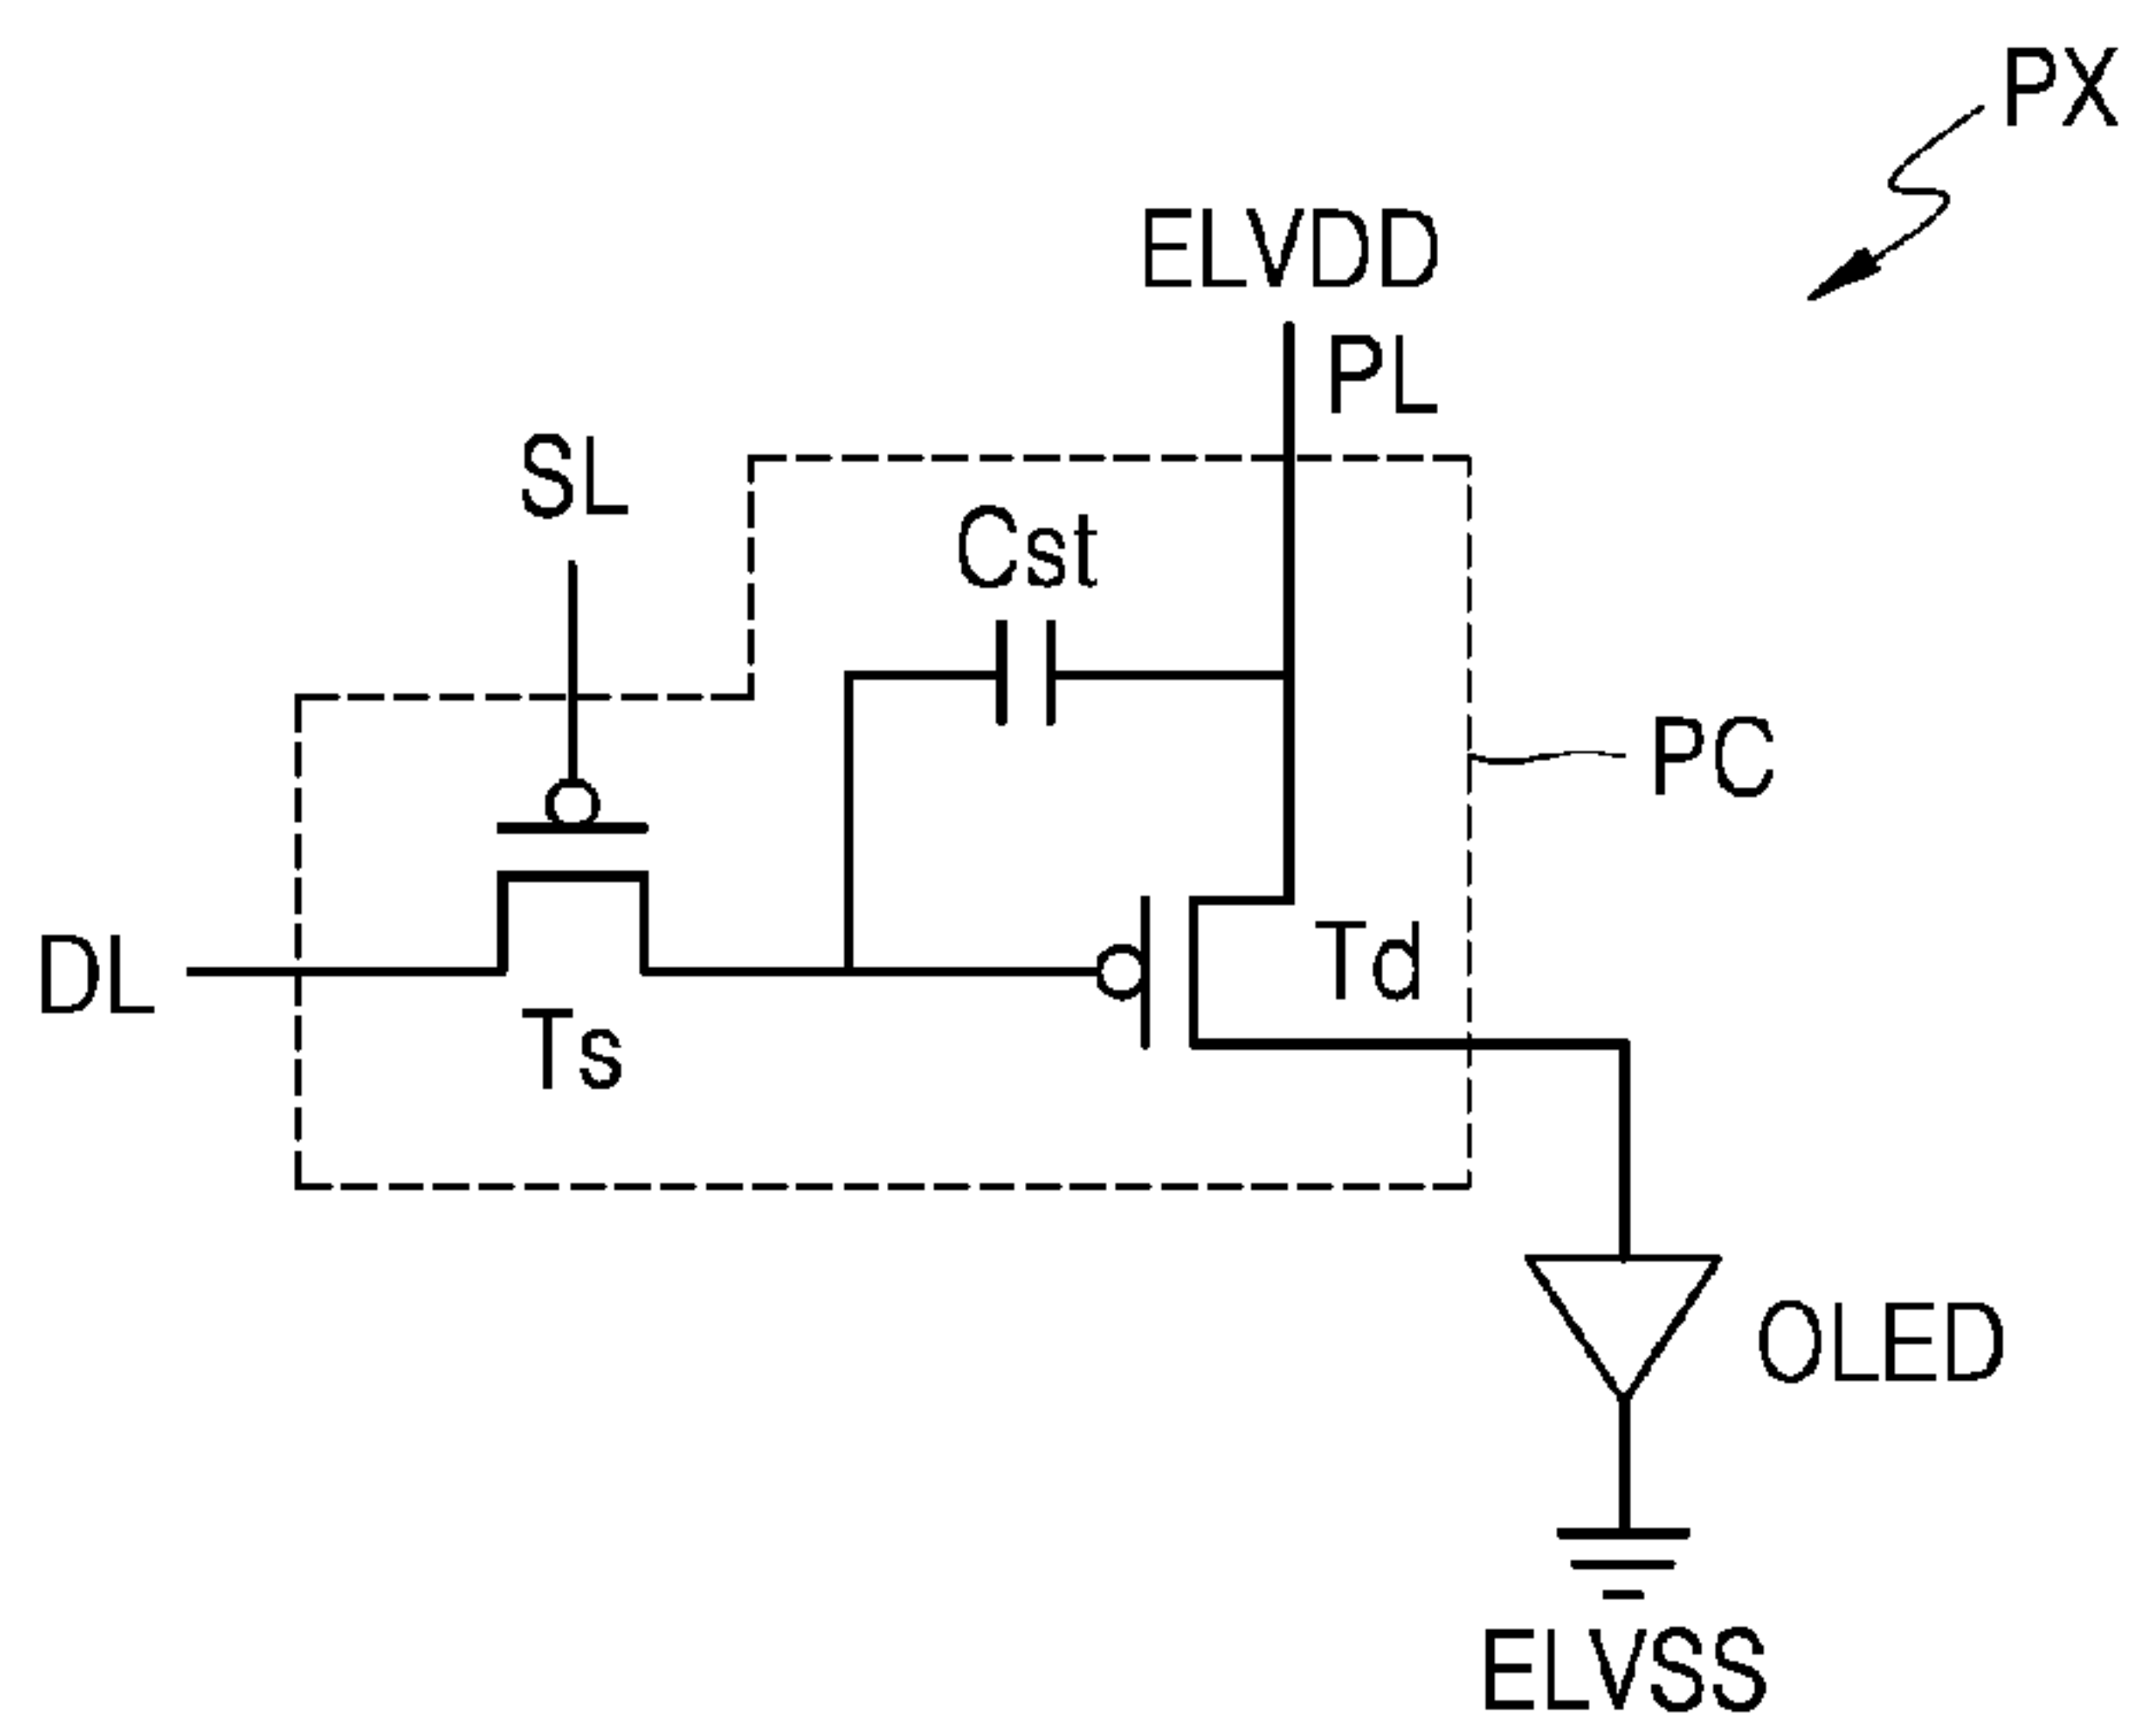 PX
ELVDD
PL
SL
Cst
PC
DL
Td
Ts
OLED
ELVSS